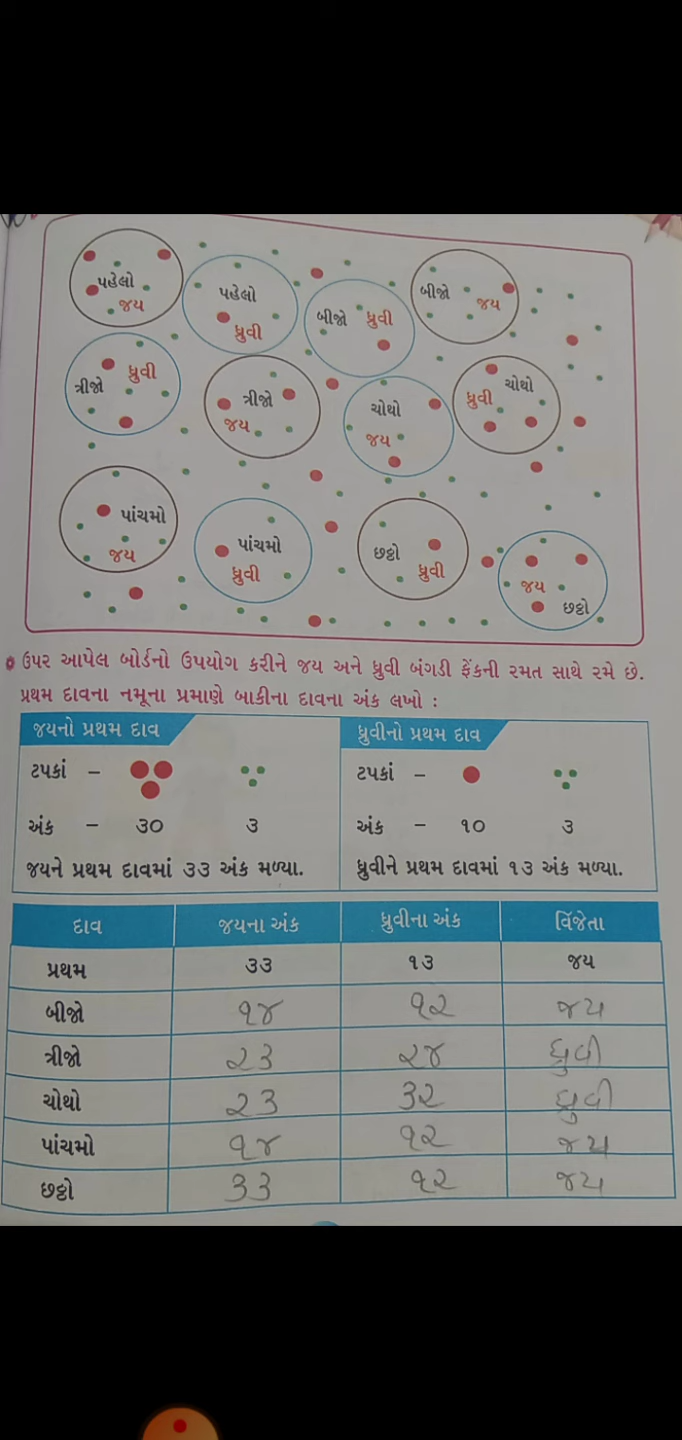 પહેલો
જય
પહેલો
ધ્રુવી
બીજો ધ્રુવી
બીજો
જય
ત્રીજો ધ્રુવી
ત્રીજો
જય
ચોથો
જય
ધ્રુવી ચોથો
પાંચમો
જય
પાંચમો
ધ્રુવી
છઠ્ઠો ધ્રુવી
જય
છઠ્ઠો
ઉપર આપેલ બોર્ડનો ઉપયોગ કરીને જય અને ધ્રુવી બંગડી ફેંકની રમત સાથે રમે છે.
પ્રથમ દાવના નમૂના પ્રમાણે બાકીના દાવના અંક લખો :
જયનો પ્રથમ દાવ
ટપકાં –
અંક – ૩૦ ૩
જયને પ્રથમ દાવમાં ૩૩ અંક મળ્યા.
ધ્રુવીનો પ્રથમ દાવ
ટપકાં –
અંક – ૧૦ ૩
ધ્રુવીને પ્રથમ દાવમાં ૧૩ અંક મળ્યા.
દાવ જયના અંક ધ્રુવીના અંક વિજેતા
પ્રથમ ૩૩ ૧૩ જય
બીજો ૧૪ ૧૨ જય
ત્રીજો ૨૩ ૨૪ ધ્રુવી
ચોથો ૨૩ ૩૨ ધ્રુવી
પાંચમો ૧૪ ૧૨ જય
છઠ્ઠો ૩૩ ૧૨ જય